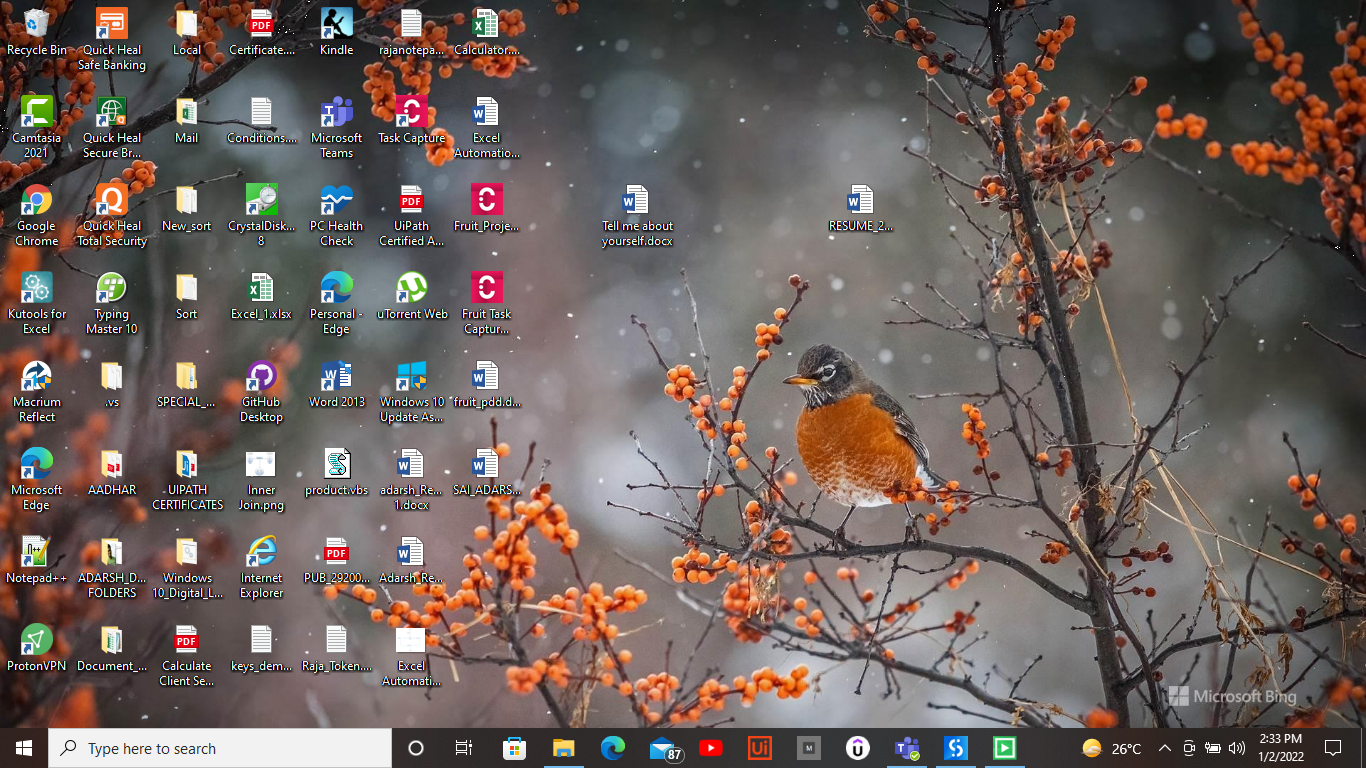 Recycle Bin
Quick Heal
Safe Banking
Local
Certificate....
Kindle
rajanotepa...
Calculator....
Camtasia
2021
Quick Heal
Secure Br...
Mail
Conditions....
Microsoft
Teams
Task Capture
Excel
Automatio...
Google
Chrome
Quick Heal
Total Security
New_sort
CrystalDisk...
8
PC Health
Check
UiPath
Certified A...
Fruit_Proje...
Tell me about
yourself.docx
RESUME_2...
Kutools for
Excel
Typing
Master 10
Sort
Excel_1.xlsx
Personal -
Edge
uTorrent Web
Fruit Task
Captur...
Macrium
Reflect
.vs
SPECIAL_...
GitHub
Desktop
Word 2013
Windows 10
Update As...
fruit_pdd.d...
Microsoft
Edge
AADHAR
UIPATH
CERTIFICATES
Inner
Join.png
product.vbs
adarsh_Re...
1.docx
SAI_ADARS...
Notepad++
ADARSH_D...
FOLDERS
Windows
10_Digital_L...
Internet
Explorer
PUB_29200...
Adarsh_Re...
ProtonVPN
Document_...
Calculate
Client Se...
keys_dem...
Raja_Token....
Excel
Automati...
Microsoft Bing
Type here to search
87
26°C
2:33 PM
1/2/2022